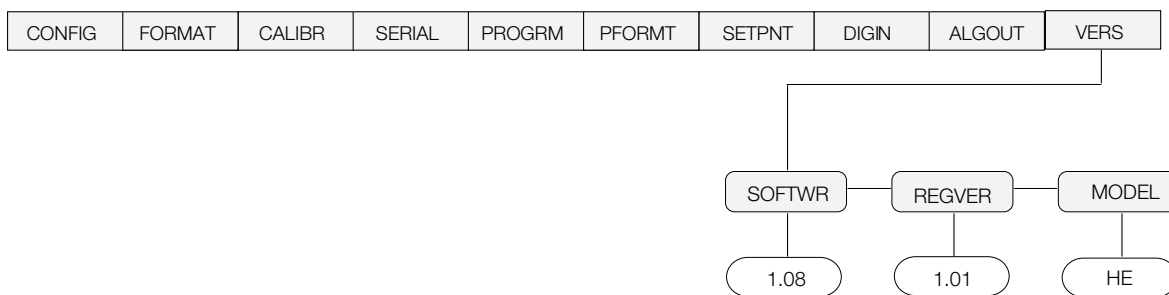 CONFIG FORMAT CALIBR SERIAL PROGRM PFORMT SETPNT DIGIN ALGOUT VERS
SOFTWR REGVER MODEL
1.08 1.01 HE